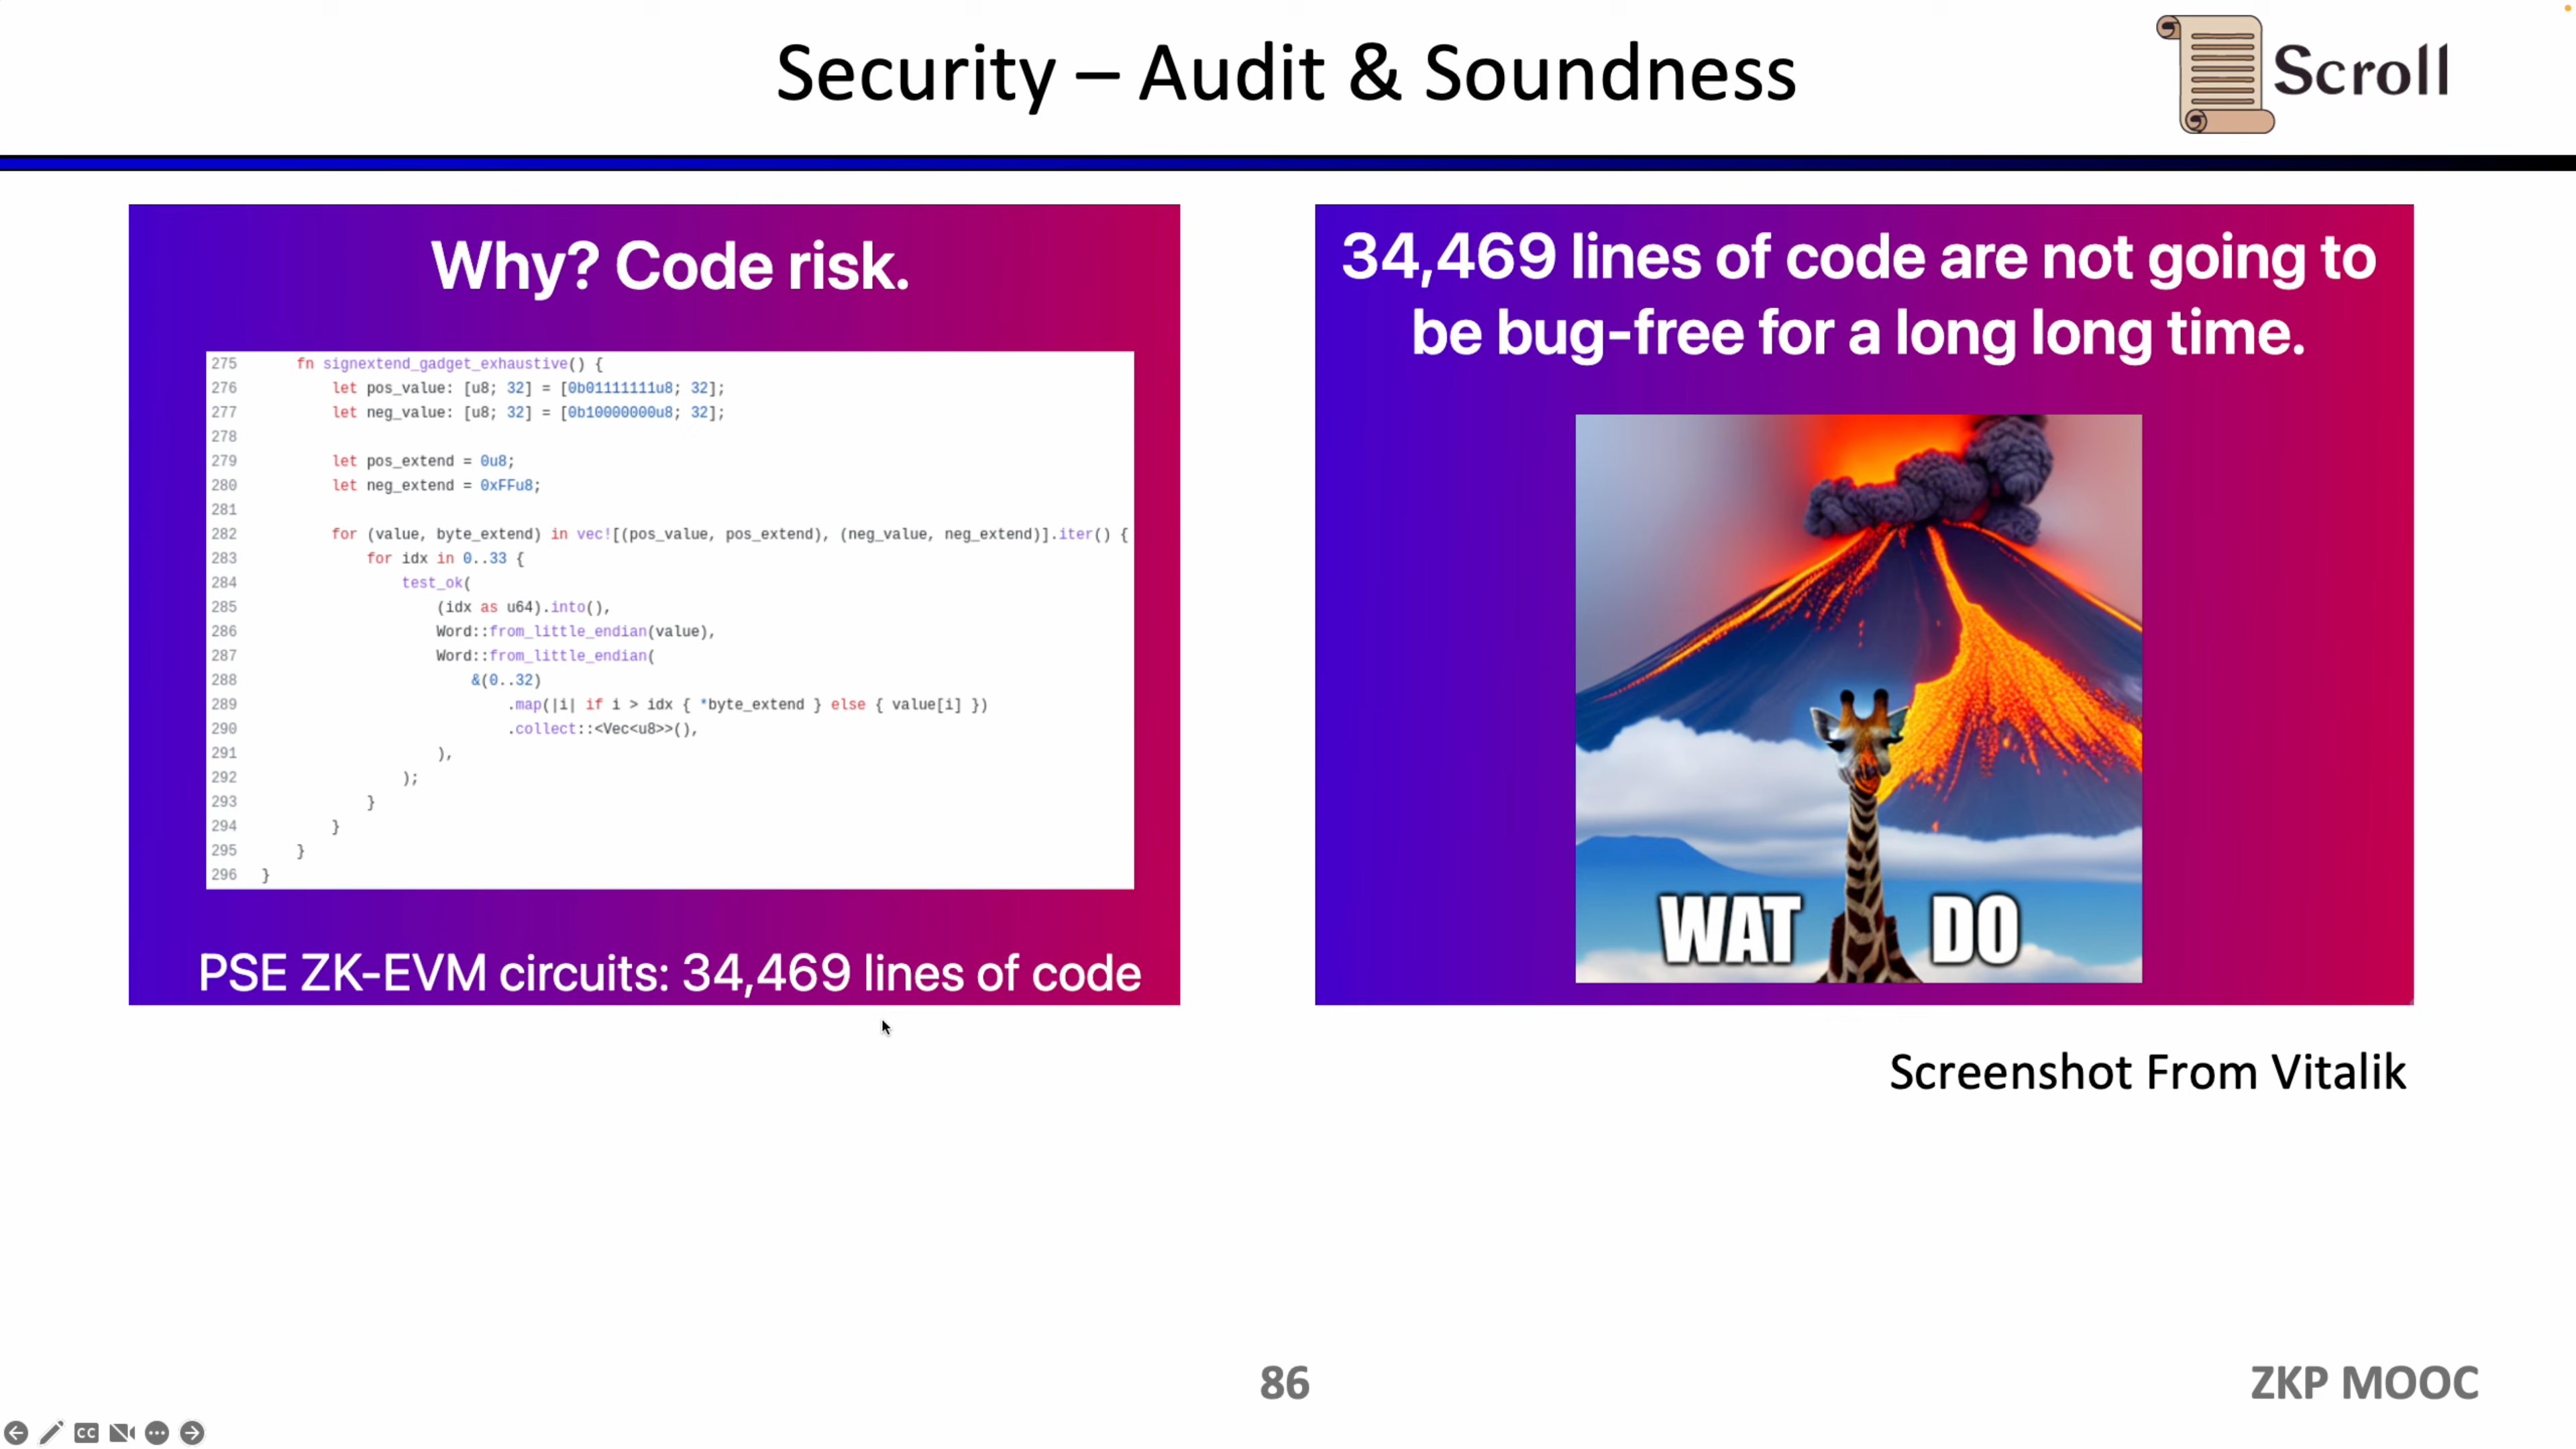 Security – Audit & Soundness
Scroll
Why? Code risk.
275 fn signextend_gadget_exhaustive() {
276 let pos_value: [u8; 32] = [0b01111111u8; 32];
277 let neg_value: [u8; 32] = [0b10000000u8; 32];
278
279 let pos_extend = 0u8;
280 let neg_extend = 0xFFu8;
281
282 for (value, byte_extend) in vec![(pos_value, pos_extend), (neg_value, neg_extend)].iter() {
283 for idx in 0..33 {
284 test_ok(
285 (idx as u64).into(),
286 Word::from_little_endian(value),
287 Word::from_little_endian(
288 &(0..32)
289 .map(|i| if i > idx { *byte_extend } else { value[i] })
290 .collect::<Vec<u8>>(),
291 ),
292 );
293 }
294 }
295 }
296 }
PSE ZK-EVM circuits: 34,469 lines of code
34,469 lines of code are not going to
be bug-free for a long long time.
WAT DO
Screenshot From Vitalik
86
ZKP MOOC
CC